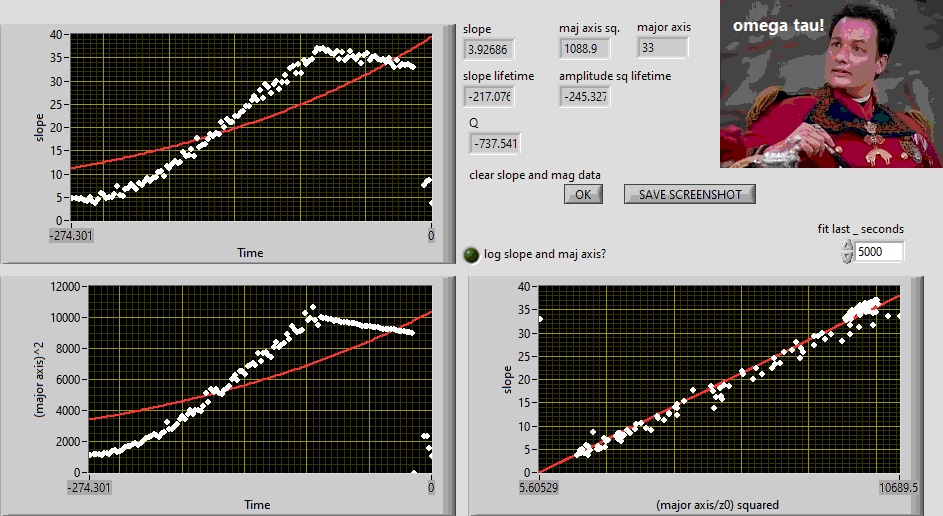 slope
maj axis sq.
major axis
3.92686
1088.9
33
slope lifetime
amplitude sq lifetime
-217.076
-245.327
Q
-737.541
clear slope and mag data
OK
SAVE SCREENSHOT
log slope and maj axis?
fit last _ seconds
5000
omega tau!
40
35
30
25
20
15
10
5
0
slope
-274.301
0
Time
12000
10000
8000
6000
4000
2000
0
(major axis)^2
-274.301
0
Time
40
35
30
25
20
15
10
5
0
slope
5.60529
10689.5
(major axis/z0) squared